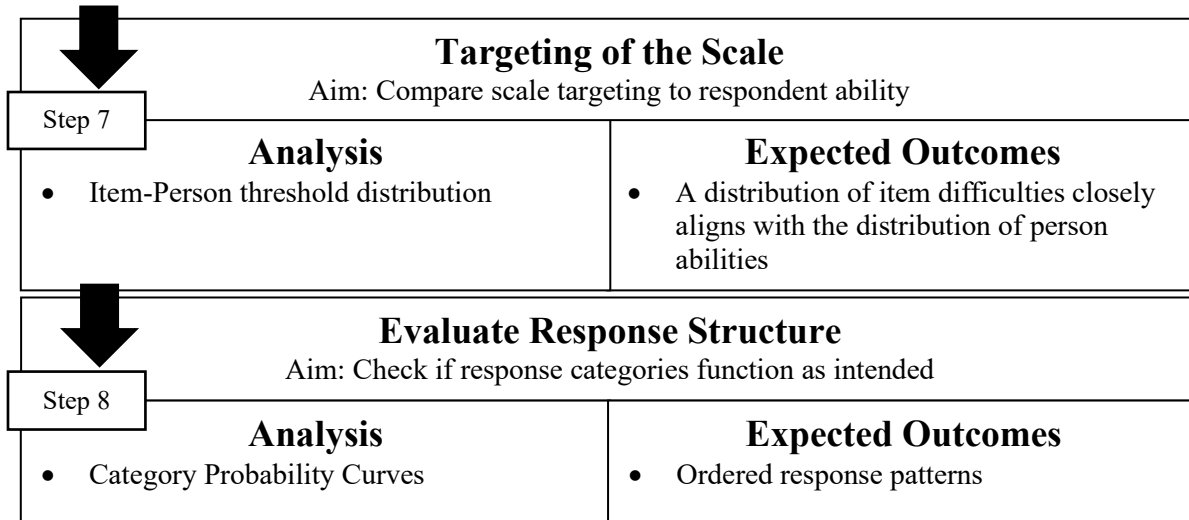 Targeting of the Scale
Aim: Compare scale targeting to respondent ability
Step 7
Analysis
• Item-Person threshold distribution
Expected Outcomes
• A distribution of item difficulties closely
aligns with the distribution of person
abilities
Evaluate Response Structure
Aim: Check if response categories function as intended
Step 8
Analysis
• Category Probability Curves
Expected Outcomes
• Ordered response patterns